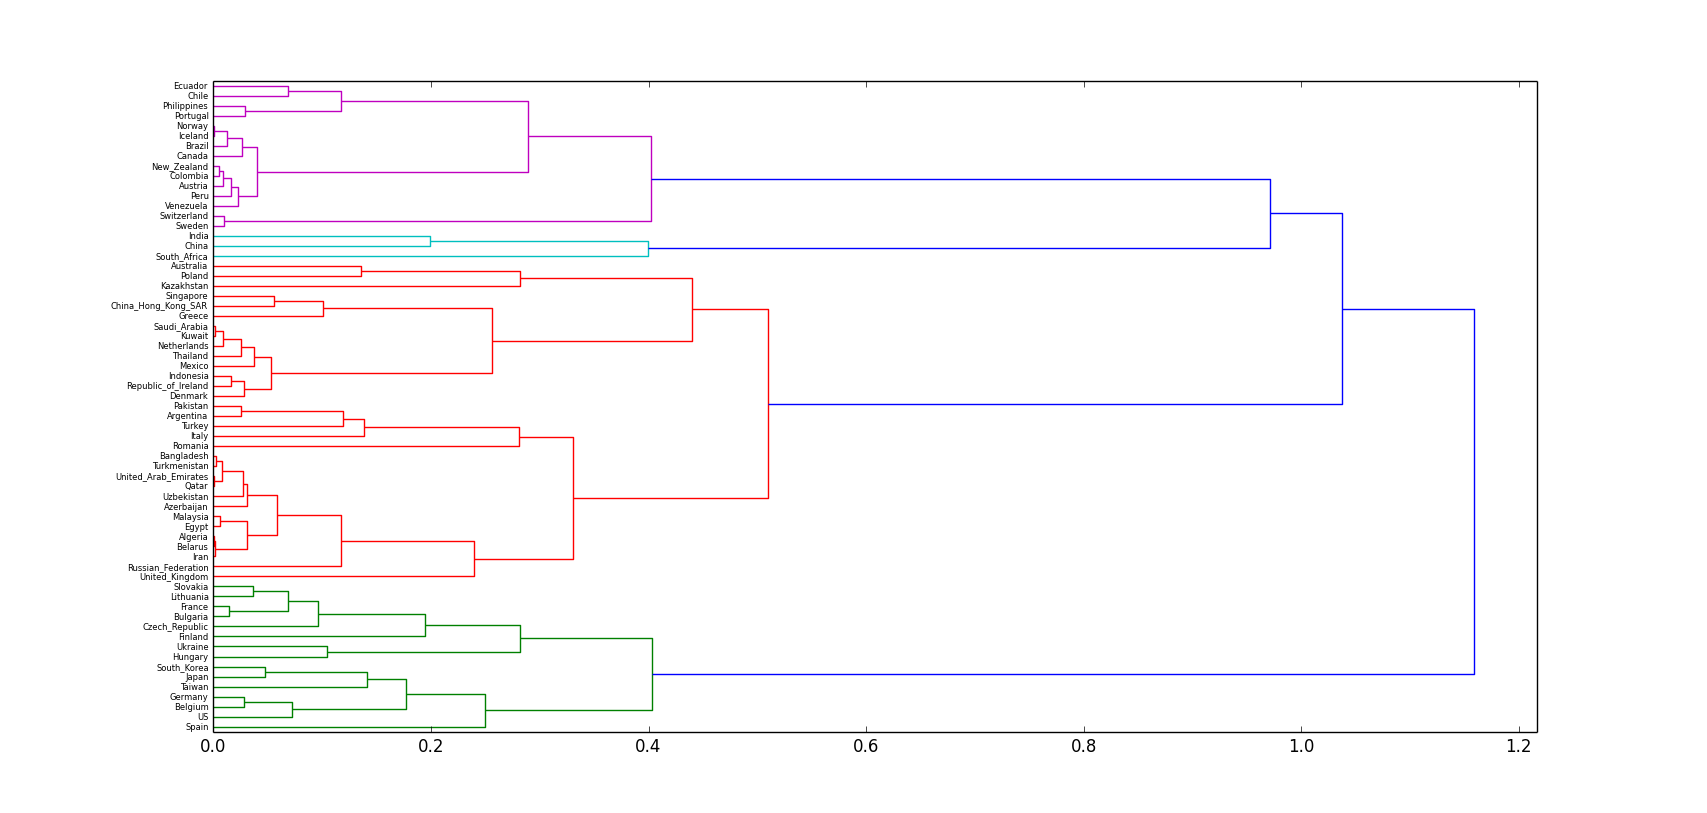 Ecuador
Chile
Philippines
Portugal
Norway
Iceland
Brazil
Canada
New_Zealand
Colombia
Austria
Peru
Venezuela
Switzerland
Sweden
India
China
South_Africa
Australia
Poland
Kazakhstan
Singapore
China_Hong_Kong_SAR
Greece
Saudi_Arabia
Kuwait
Netherlands
Thailand
Mexico
Indonesia
Republic_of_Ireland
Denmark
Pakistan
Argentina
Turkey
Italy
Romania
Bangladesh
Turkmenistan
United_Arab_Emirates
Qatar
Uzbekistan
Azerbaijan
Malaysia
Egypt
Algeria
Belarus
Iran
Russian_Federation
United_Kingdom
Slovakia
Lithuania
France
Bulgaria
Czech_Republic
Finland
Ukraine
Hungary
South_Korea
Japan
Taiwan
Germany
Belgium
US
Spain
0.0 0.2 0.4 0.6 0.8 1.0 1.2